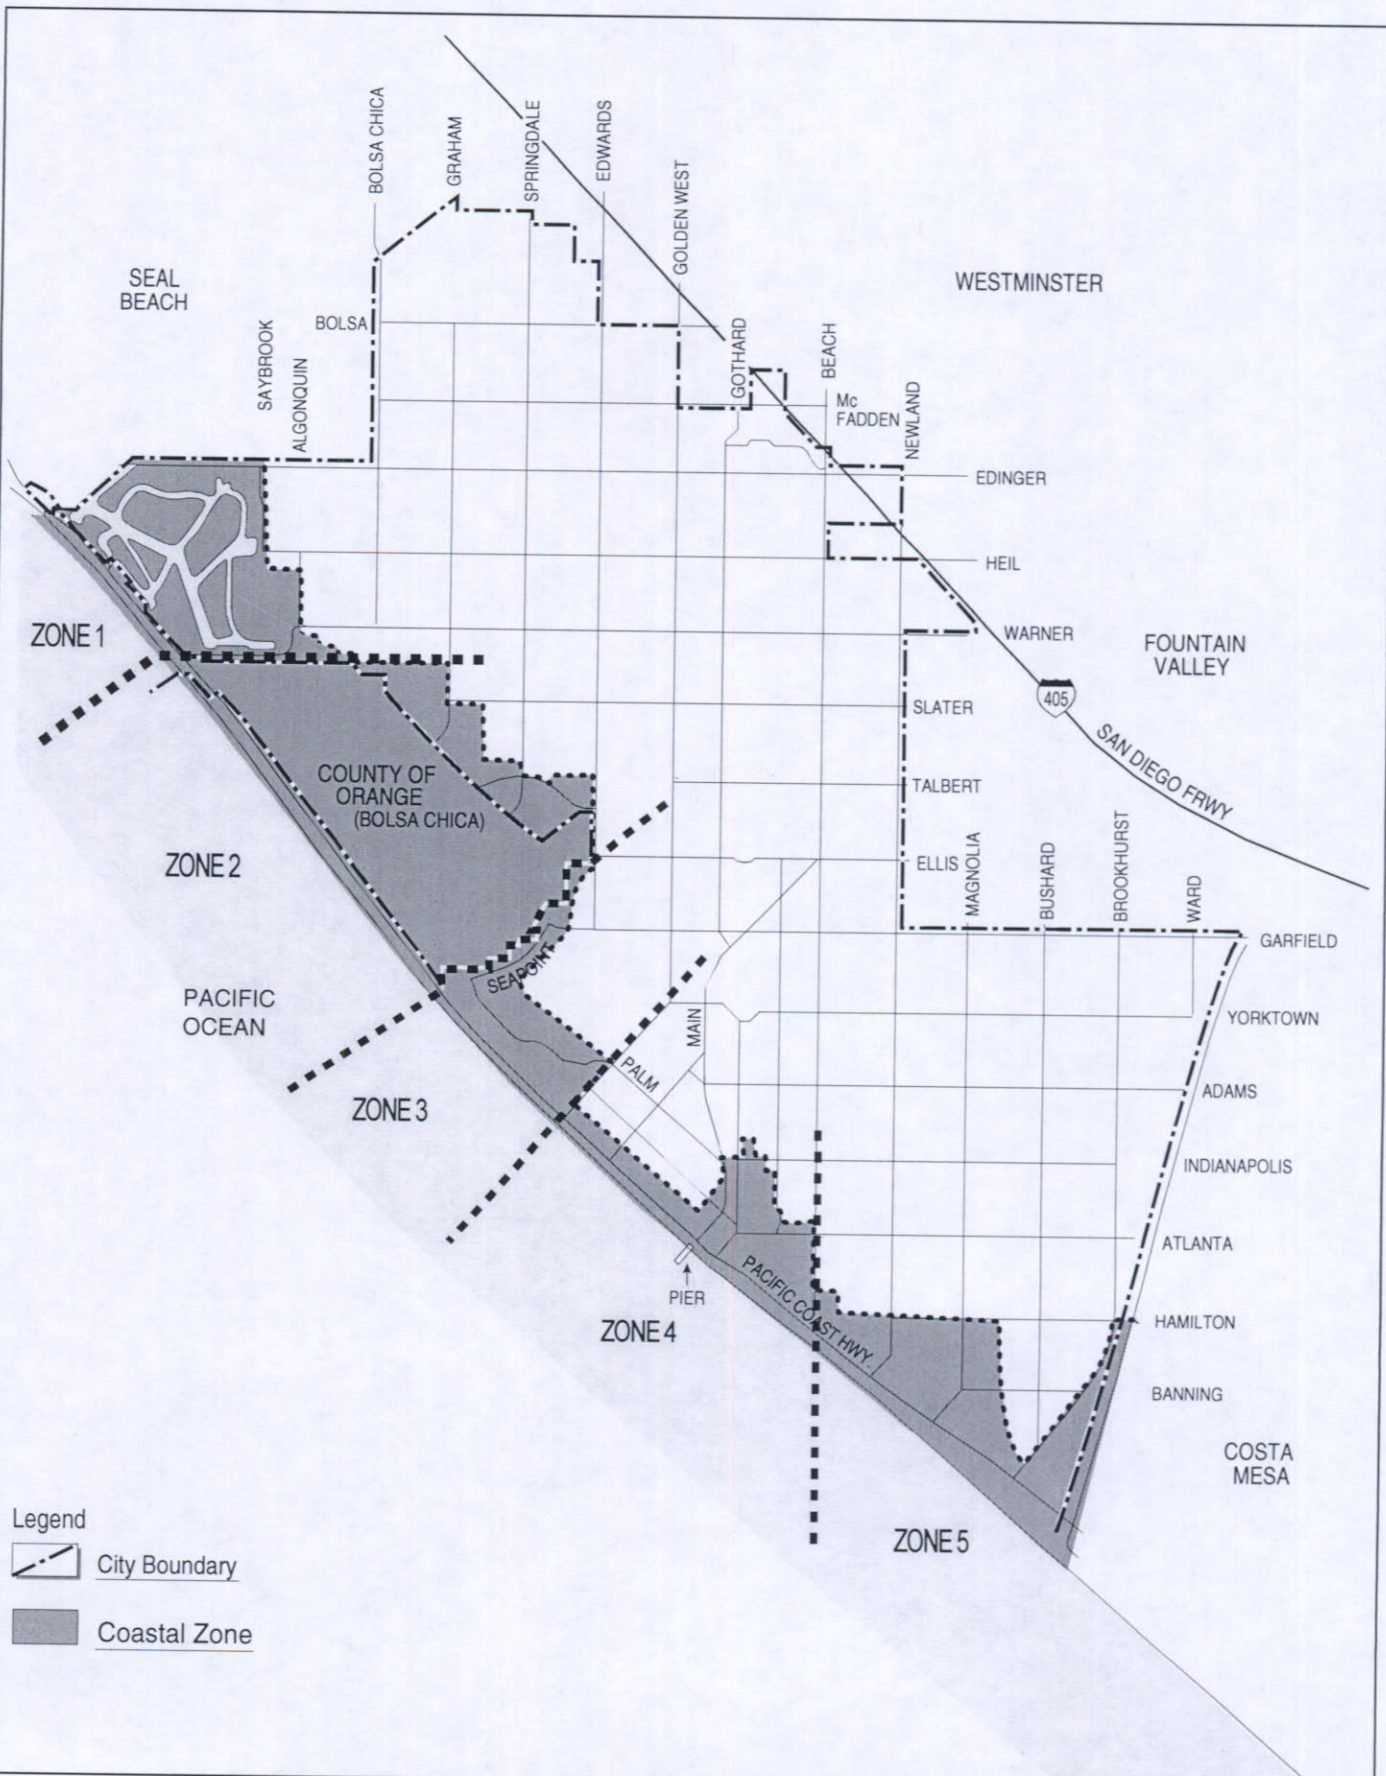 BOLSA CHICA
GRAHAM
SPRINGDALE
EDWARDS
GOLDEN WEST
SEAL
BEACH
WESTMINSTER
SAYBROOK
ALGONQUIN
BOLSA
GOTHARD
BEACH
Mc
FADDEN
NEWLAND
EDINGER
HEIL
ZONE 1
WARNER
FOUNTAIN
VALLEY
405
SLATER
SAN DIEGO FRWY
COUNTY OF
ORANGE
(BOLSA CHICA)
TALBERT
ZONE 2
ELLIS
MAGNOLIA
BUSHARD
BROOKHURST
WARD
GARFIELD
SEAPOINT
PACIFIC
OCEAN
MAIN
YORKTOWN
PALM
ADAMS
ZONE 3
INDIANAPOLIS
ATLANTA
PACIFIC COAST HWY.
PIER
ZONE 4
HAMILTON
BANNING
COSTA
MESA
ZONE 5
Legend
City Boundary
Coastal Zone